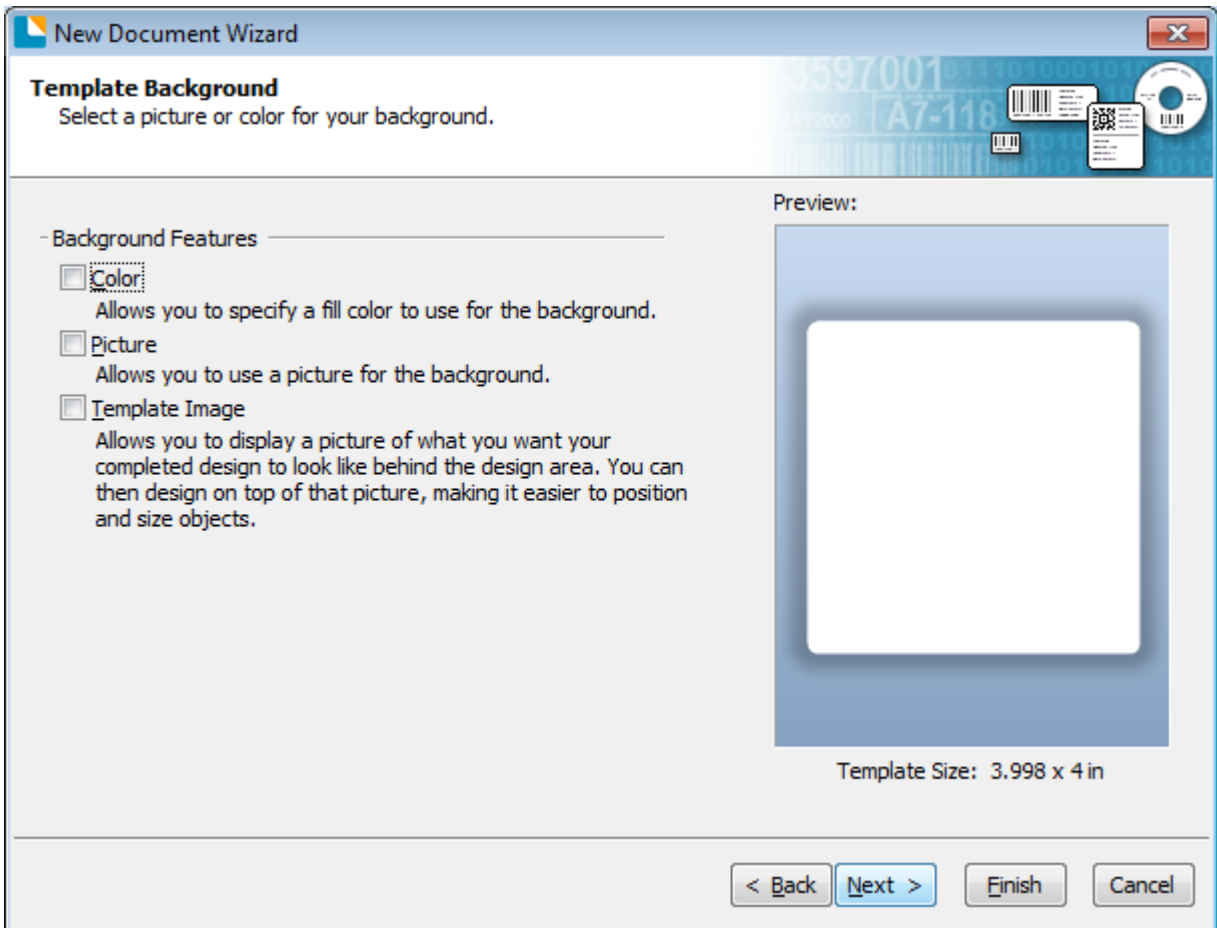 New Document Wizard
Template Background
Select a picture or color for your background.
43597001
A7-118
MAY2000
Preview:
Background Features
Color
Allows you to specify a fill color to use for the background.
Picture
Allows you to use a picture for the background.
Template Image
Allows you to display a picture of what you want your
completed design to look like behind the design area. You can
then design on top of that picture, making it easier to position
and size objects.
Template Size: 3.998 x 4 in
< Back
Next >
Finish
Cancel